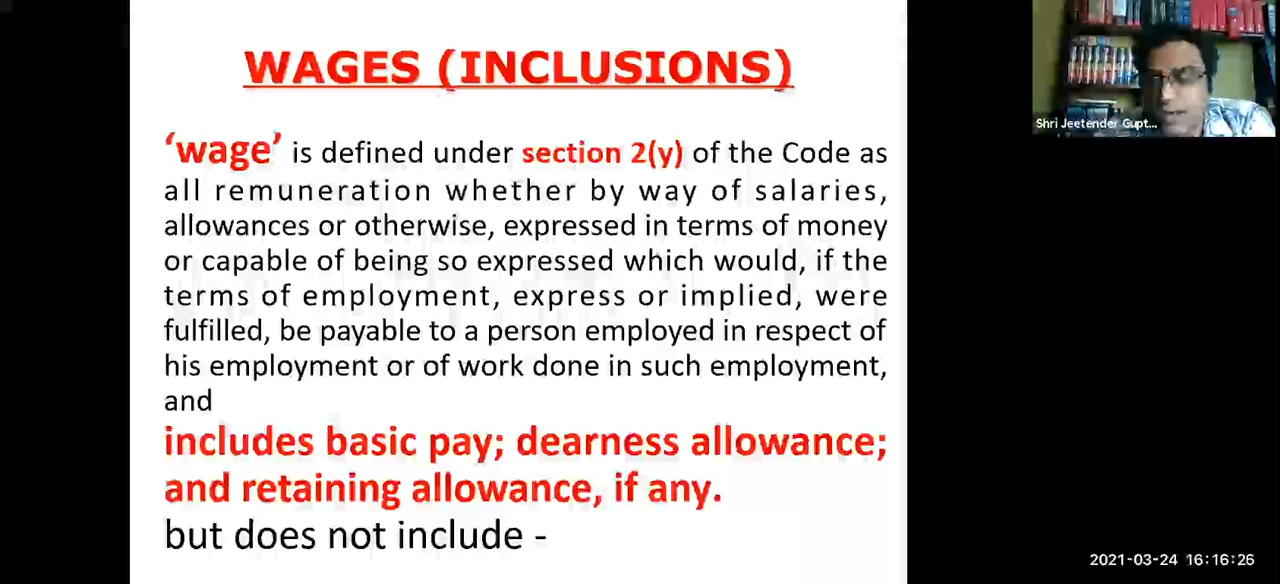 WAGES (INCLUSIONS)
‘wage’ is defined under section 2(y) of the Code as
all remuneration whether by way of salaries,
allowances or otherwise, expressed in terms of money
or capable of being so expressed which would, if the
terms of employment, express or implied, were
fulfilled, be payable to a person employed in respect of
his employment or of work done in such employment,
and
includes basic pay; dearness allowance;
and retaining allowance, if any.
but does not include -
Shri Jeetender Gupt...
2021-03-24 16:16:26